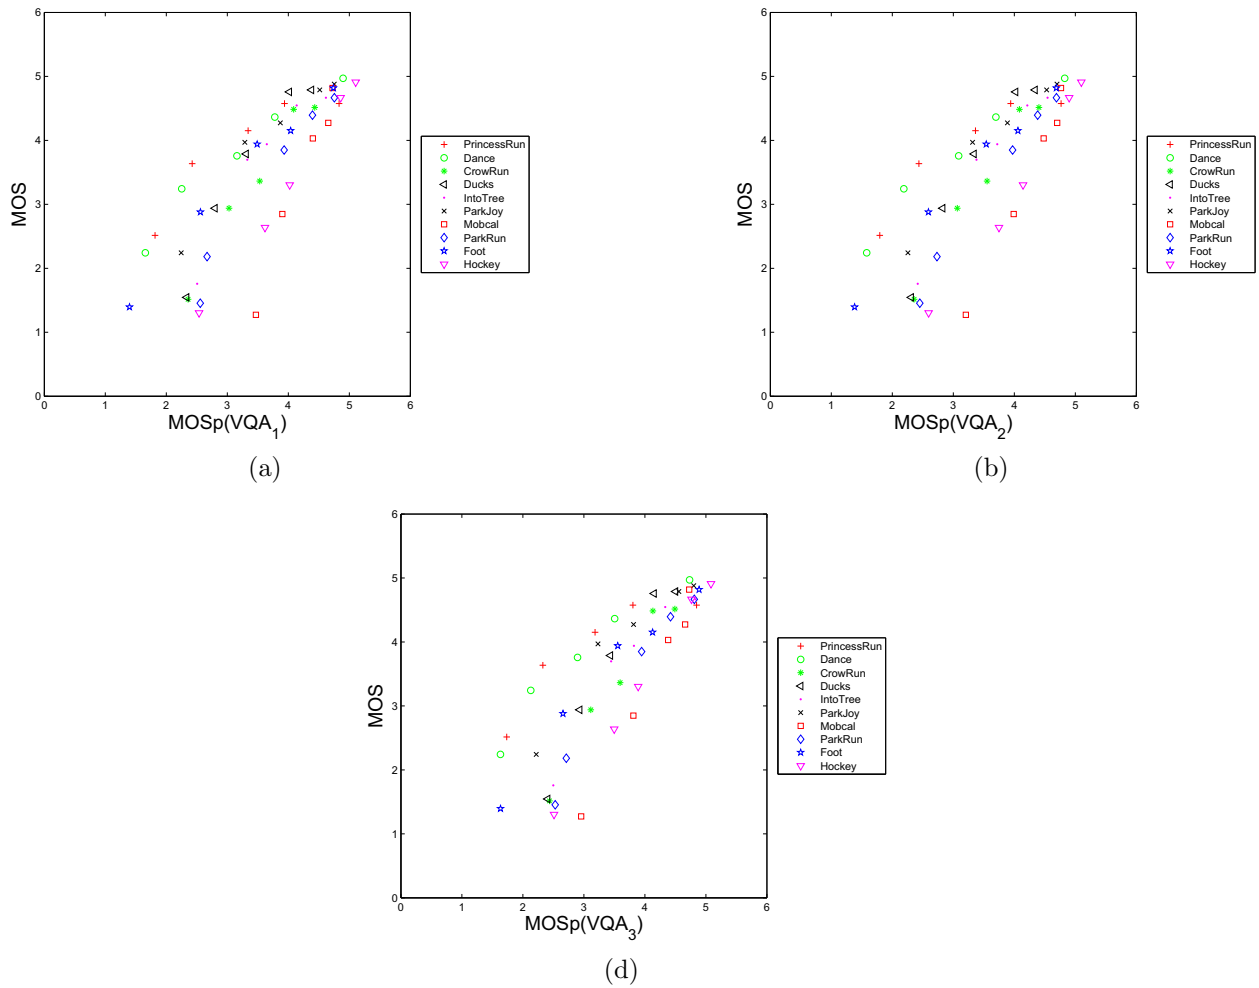 6
5
4
3
2
1
0
MOS
0 1 2 3 4 5 6
MOSp(VQA1)
PrincessRun
Dance
CrowRun
Ducks
IntoTree
ParkJoy
Mobcal
ParkRun
Foot
Hockey
(a)
6
5
4
3
2
1
0
MOS
0 1 2 3 4 5 6
MOSp(VQA2)
PrincessRun
Dance
CrowRun
Ducks
IntoTree
ParkJoy
Mobcal
ParkRun
Foot
Hockey
(b)
6
5
4
3
2
1
0
MOS
0 1 2 3 4 5 6
MOSp(VQA3)
PrincessRun
Dance
CrowRun
Ducks
IntoTree
ParkJoy
Mobcal
ParkRun
Foot
Hockey
(d)